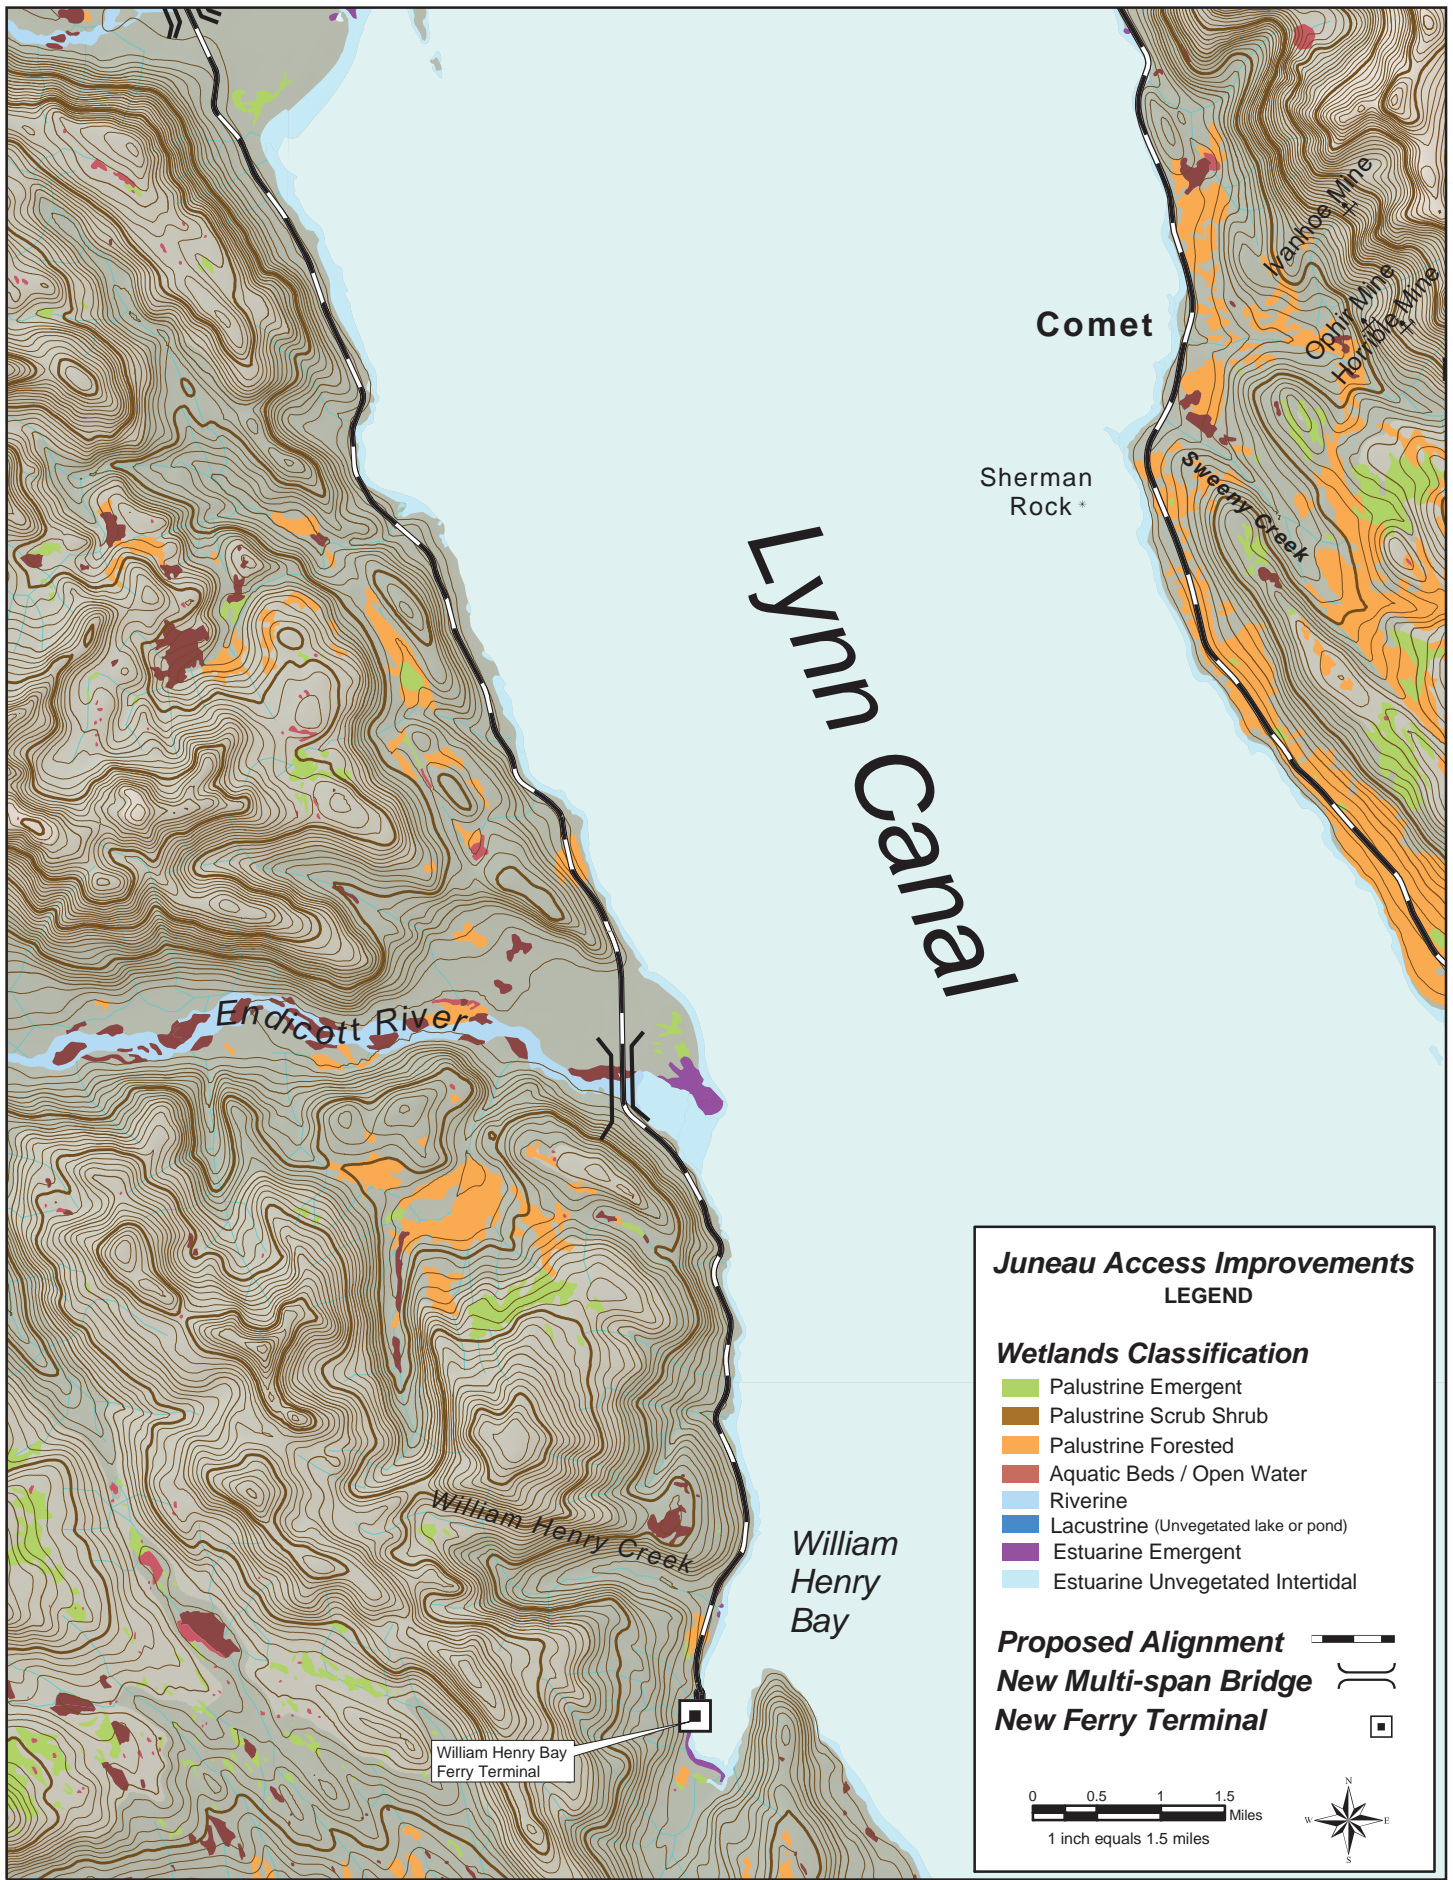 Ivanhoe Mine
Ophir Mine
Horrible Mine
Comet
Sherman
Rock
Sweeny Creek
Lynn Canal
Endicott River
William Henry Creek
William
Henry
Bay
William Henry Bay
Ferry Terminal
Juneau Access Improvements
LEGEND
Wetlands Classification
Palustrine Emergent
Palustrine Scrub Shrub
Palustrine Forested
Aquatic Beds / Open Water
Riverine
Lacustrine (Unvegetated lake or pond)
Estuarine Emergent
Estuarine Unvegetated Intertidal
Proposed Alignment
New Multi-span Bridge
New Ferry Terminal
0 0.5 1 1.5
Miles
1 inch equals 1.5 miles
N
W E
S